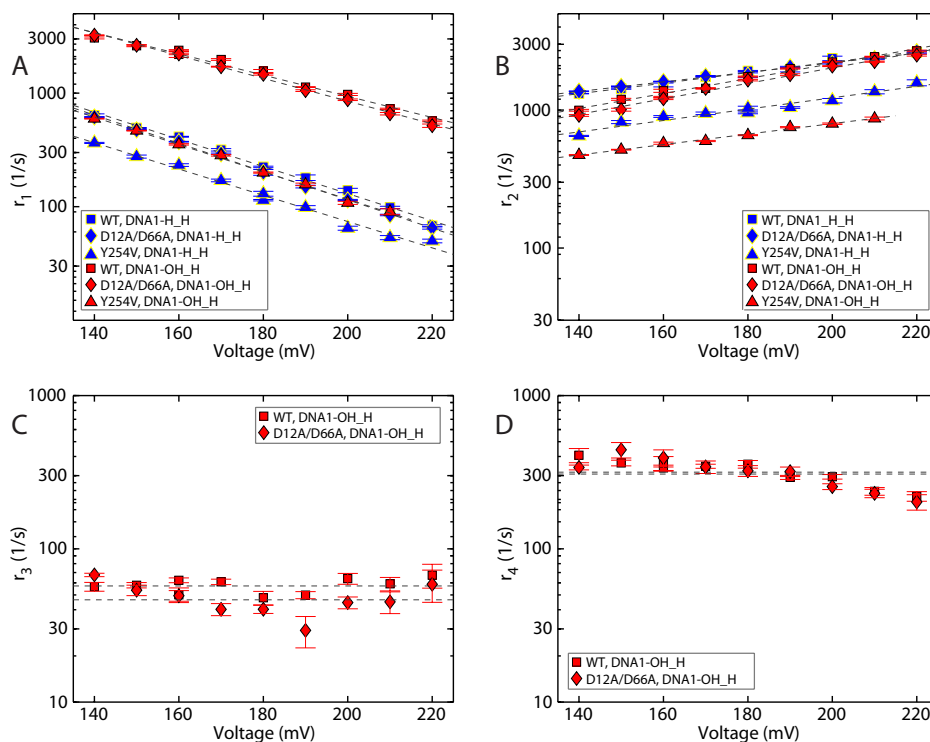 A
r1 (1/s)
3000
1000
300
100
30
WT, DNA1-H_H
D12A/D66A, DNA1-H_H
Y254V, DNA1-H_H
WT, DNA1-OH_H
D12A/D66A, DNA1-OH_H
Y254V, DNA1-OH_H
140 160 180 200 220
Voltage (mV)
B
r2 (1/s)
3000
1000
300
100
30
WT, DNA1_H_H
D12A/D66A, DNA1-H_H
Y254V, DNA1-H_H
WT, DNA1-OH_H
D12A/D66A, DNA1-OH_H
Y254V, DNA1-OH_H
140 160 180 200 220
Voltage (mV)
C
r3 (1/s)
1000
300
100
30
10
WT, DNA1-OH_H
D12A/D66A, DNA1-OH_H
140 160 180 200 220
Voltage (mV)
D
r4 (1/s)
1000
300
100
30
10
WT, DNA1-OH_H
D12A/D66A, DNA1-OH_H
140 160 180 200 220
Voltage (mV)